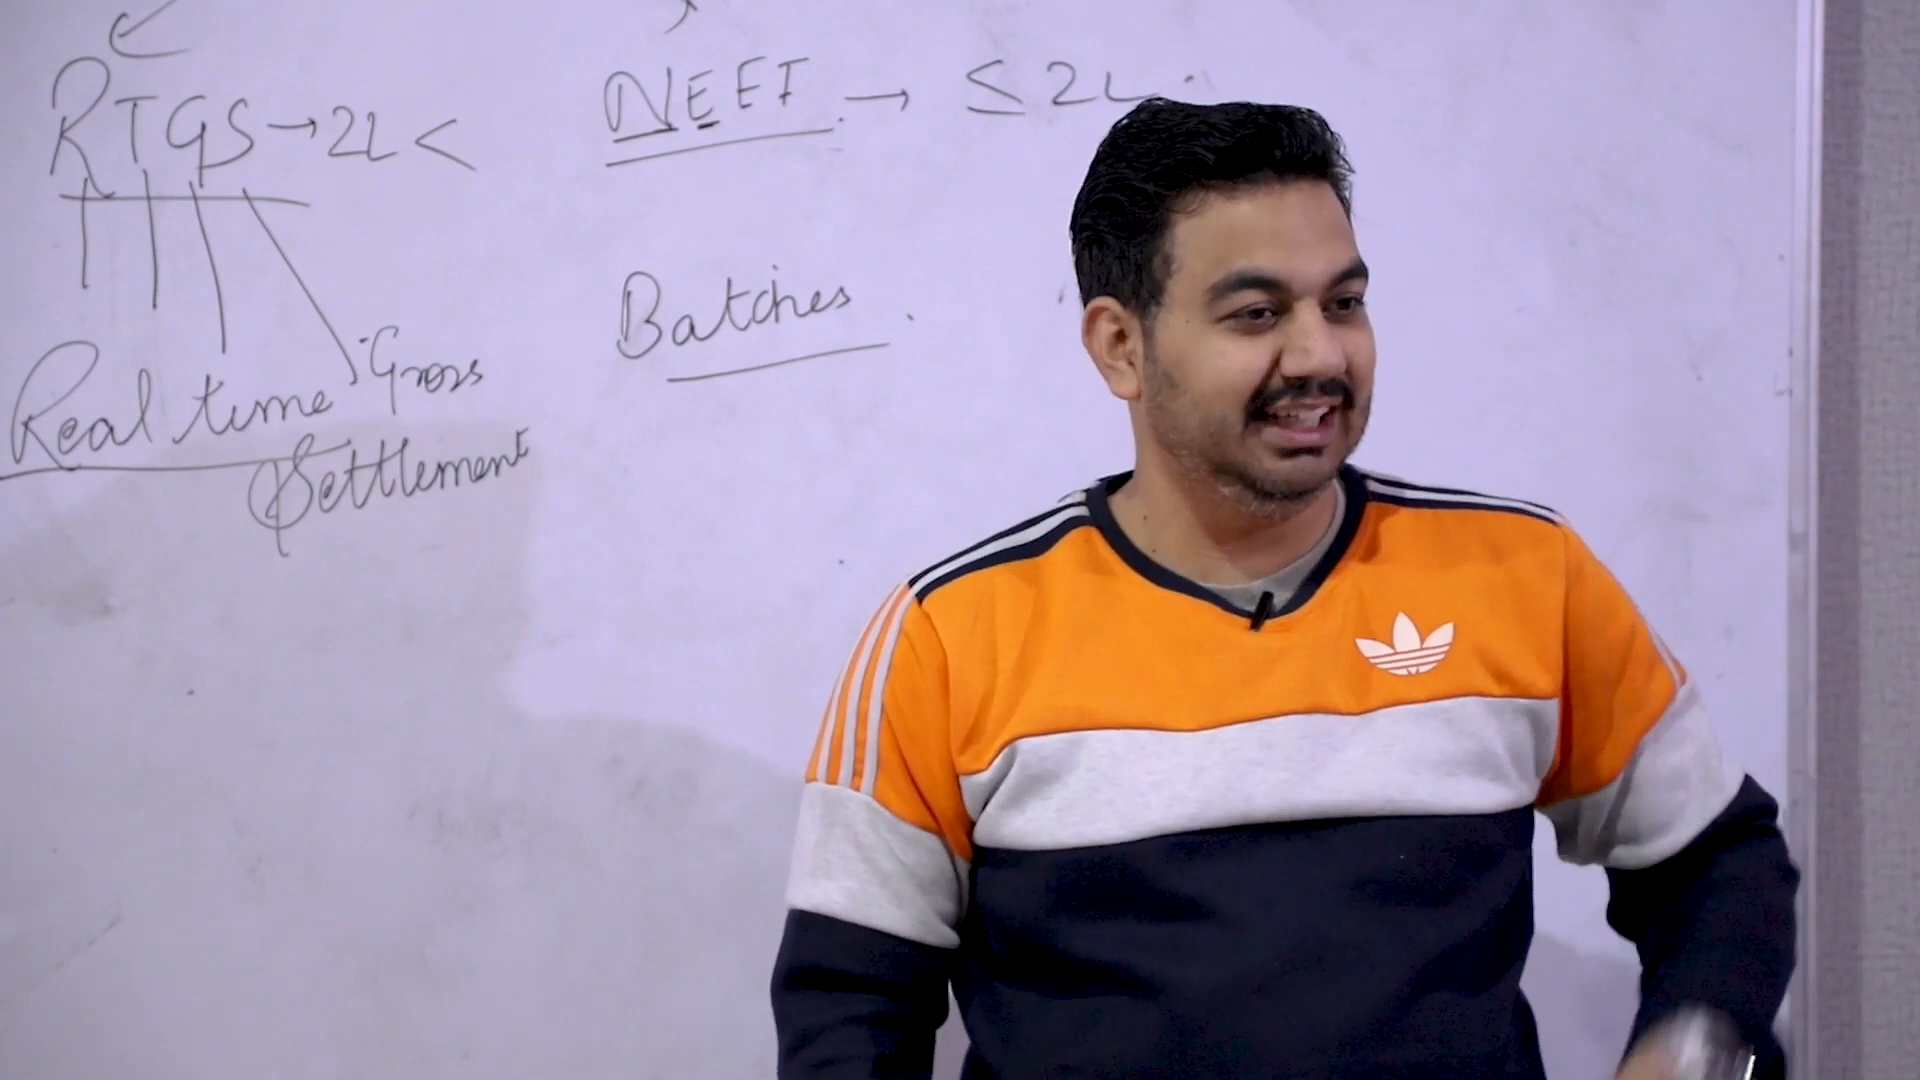 RTGS → 2L <
Real time Gross
Settlement
NEFT → ≤ 2L
Batches